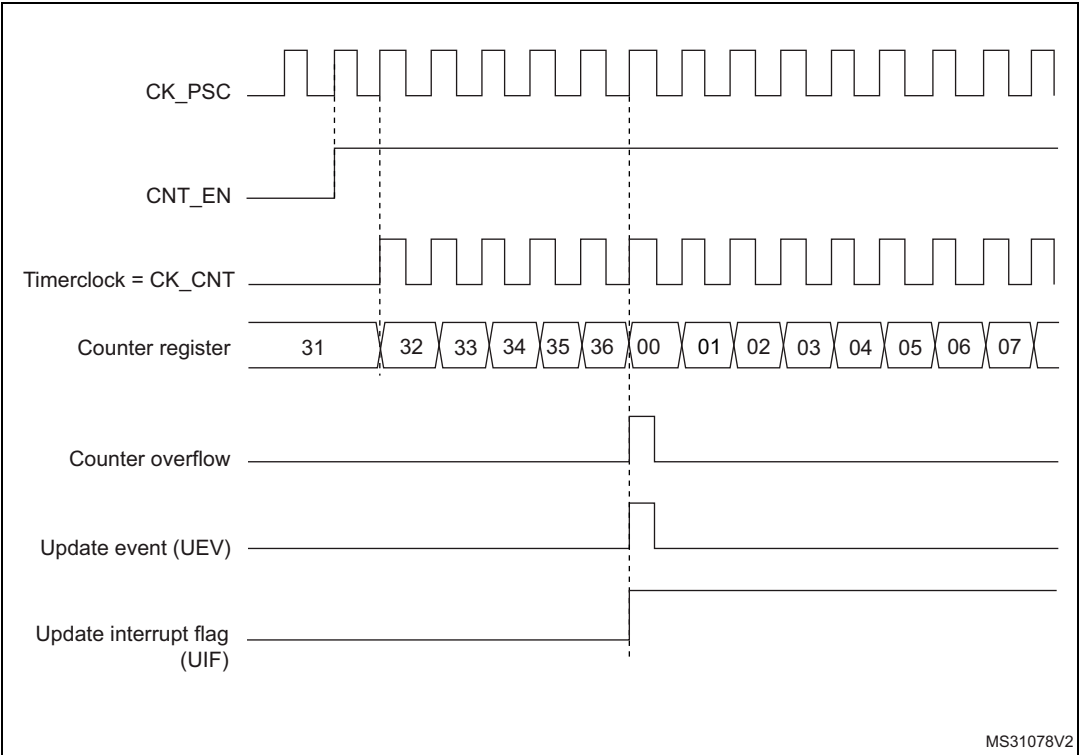 CK_PSC
CNT_EN
Timerclock = CK_CNT
Counter register 31 32 33 34 35 36 00 01 02 03 04 05 06 07
Counter overflow
Update event (UEV)
Update interrupt flag
(UIF)
MS31078V2